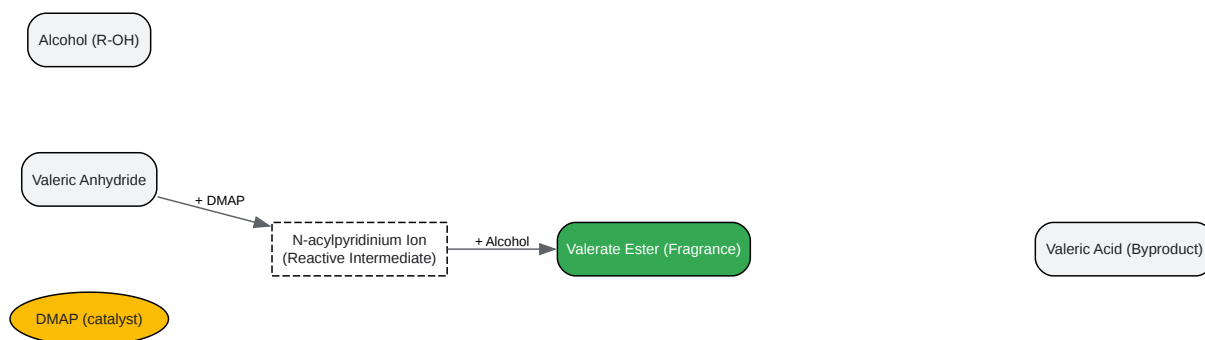 Alcohol (R-OH)
Valeric Anhydride
+ DMAP
N-acylpyridinium Ion
(Reactive Intermediate)
+ Alcohol
Valerate Ester (Fragrance)
Valeric Acid (Byproduct)
DMAP (catalyst)